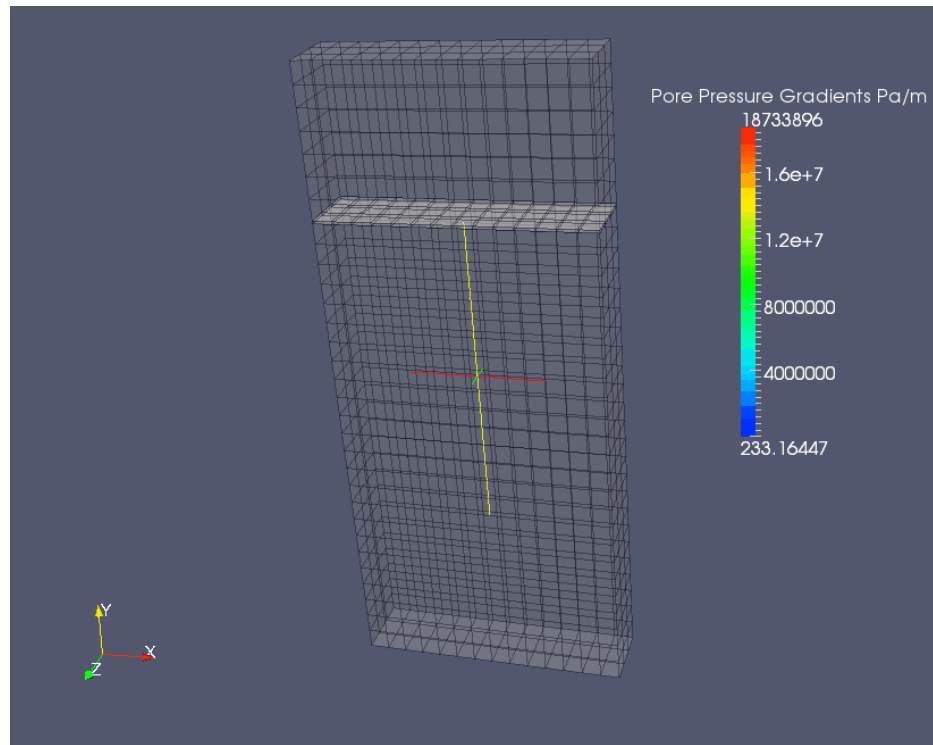 Pore Pressure Gradients Pa/m
18733896
1.6e+7
1.2e+7
8000000
4000000
233.16447
Y
X
Z